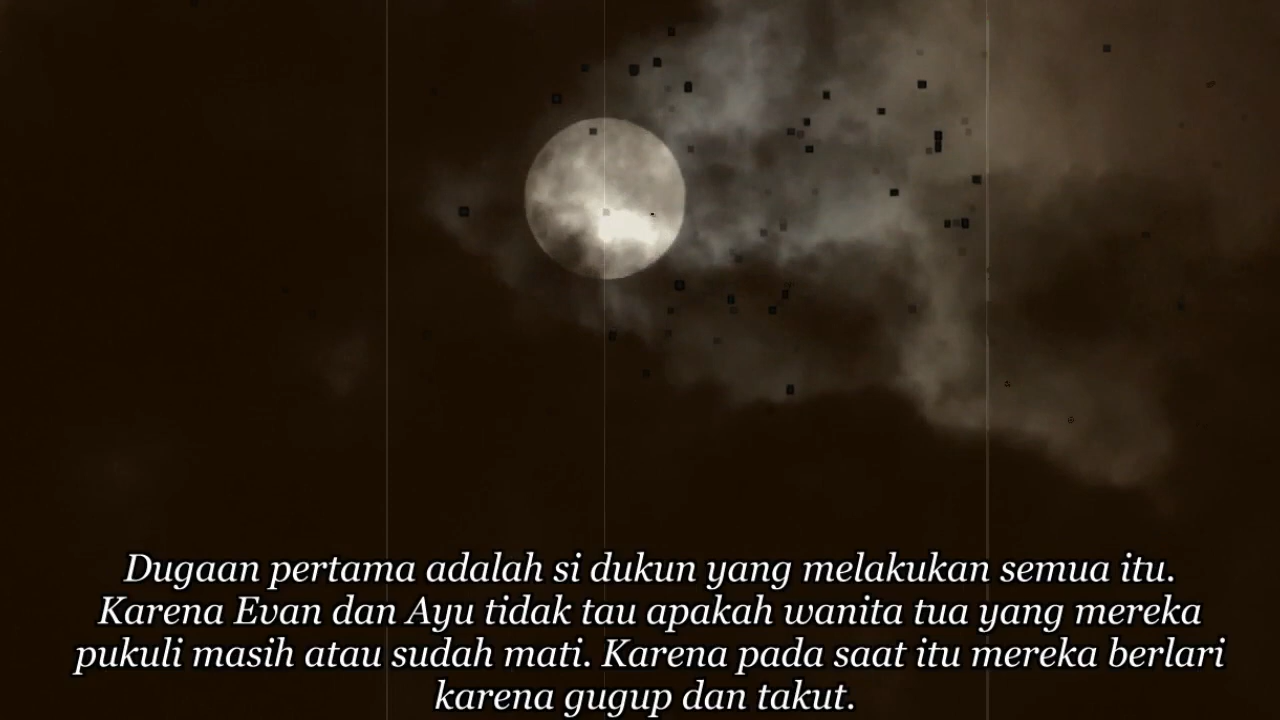 Dugaan pertama adalah si dukun yang melakukan semua itu.
Karena Evan dan Ayu tidak tau apakah wanita tua yang mereka
pukuli masih atau sudah mati. Karena pada saat itu mereka berlari
karena gugup dan takut.